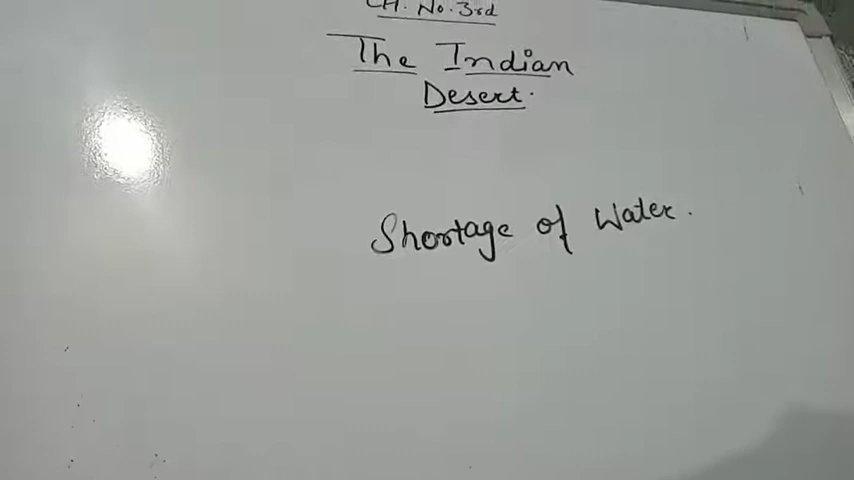 CH. No. 3rd
The Indian
Desert.
Shortage of Water.